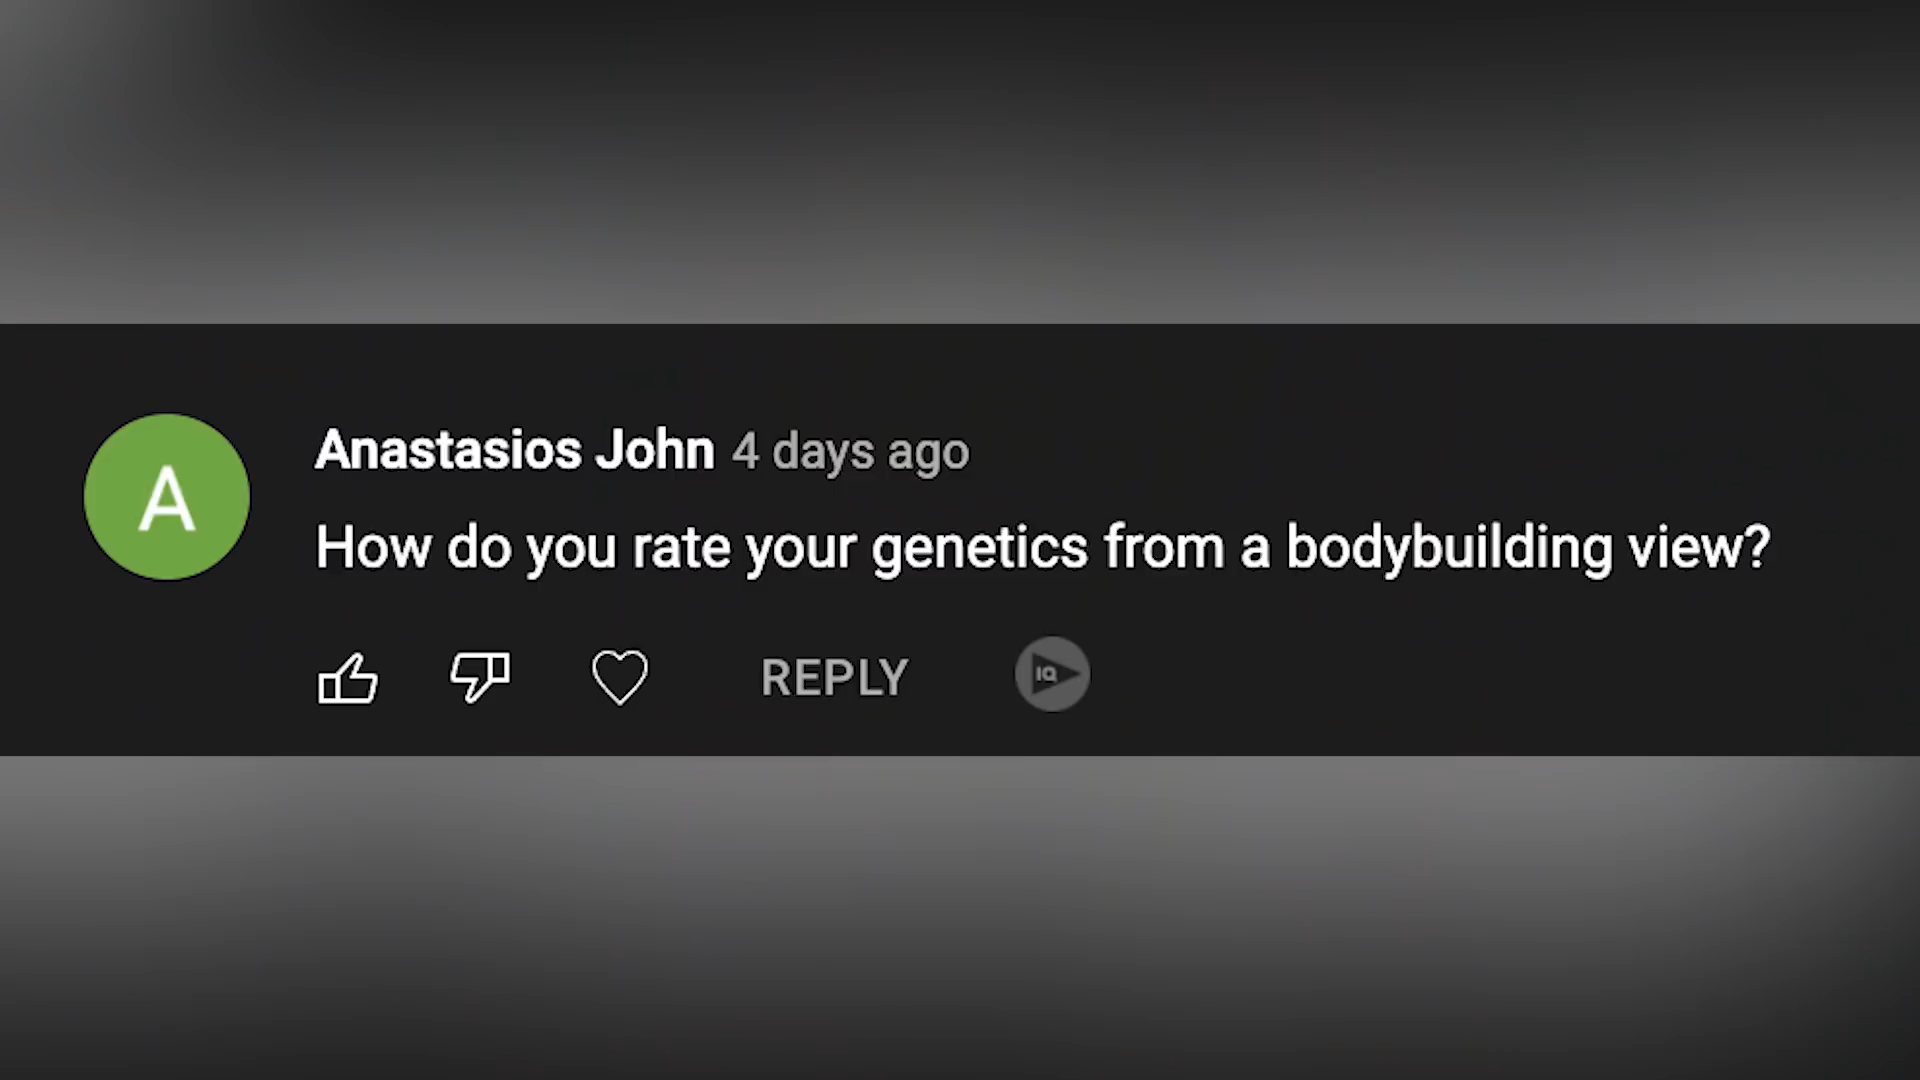 A
Anastasios John 4 days ago
How do you rate your genetics from a bodybuilding view?
REPLY
IQ